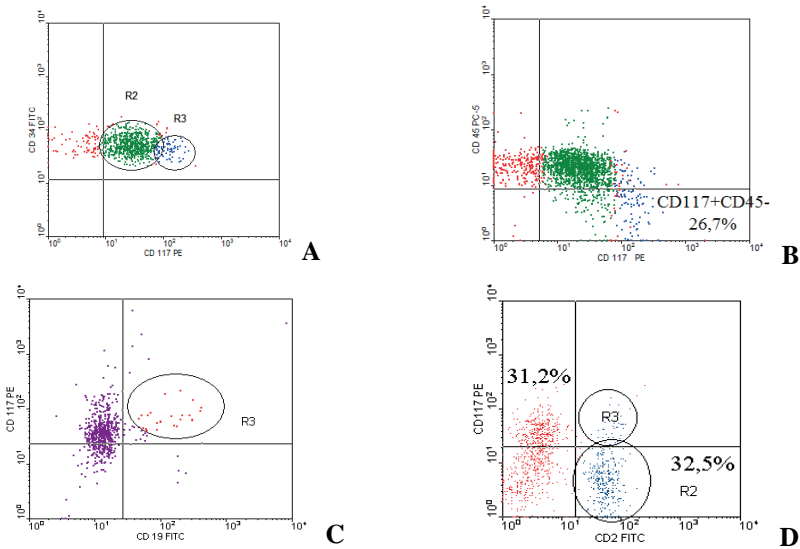 10⁴
10³
10²
10¹
10⁰
CD 34 FITC
R2
R3
10⁰ 10¹ 10² 10³ 10⁴
CD 117 PE
A
10⁴
10³
10²
10¹
10⁰
CD 45 PC-5
CD117+CD45-
26,7%
10⁰ 10¹ 10² 10³ 10⁴
CD 117 PE
B
10⁴
10³
10²
10¹
10⁰
CD 117 PE
R3
10⁰ 10¹ 10² 10³ 10⁴
CD 19 FITC
C
10⁴
10³
10²
10¹
10⁰
CD117 PE
31,2%
R3
32,5%
R2
10⁰ 10¹ 10² 10³ 10⁴
CD2 FITC
D